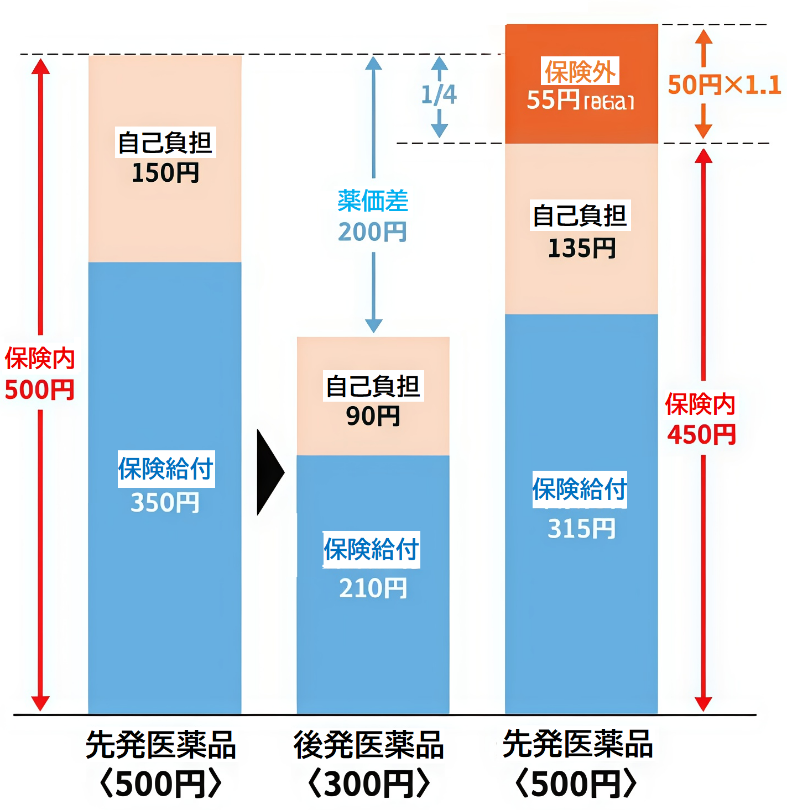 自己負担
150円
保険給付
350円
保険内
500円
1/4
薬価差
200円
自己負担
90円
保険給付
210円
保険外
55円
50円×1.1
自己負担
135円
保険給付
315円
保険内
450円
先発医薬品
〈500円〉
後発医薬品
〈300円〉
先発医薬品
〈500円〉